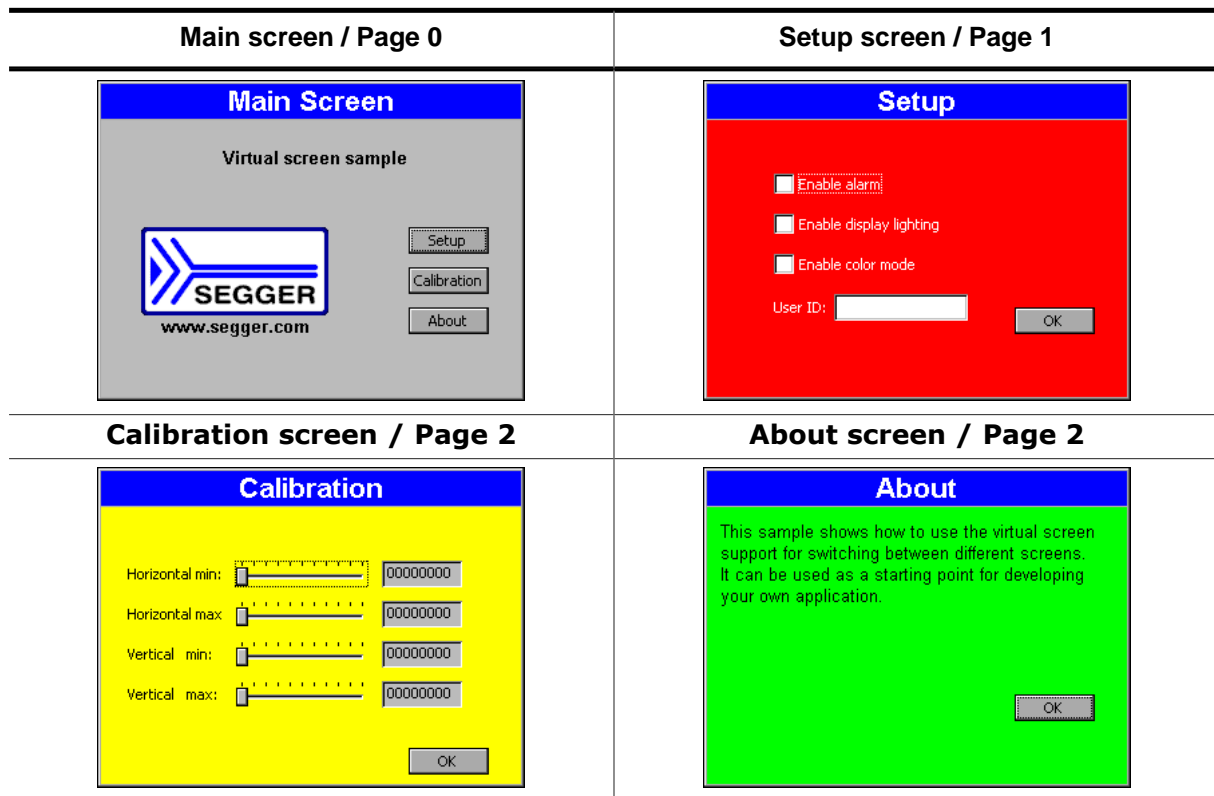 Main screen / Page 0
Setup screen / Page 1
Main Screen
Virtual screen sample
SEGGER
www.segger.com
Setup
Calibration
About
Setup
Enable alarm
Enable display lighting
Enable color mode
User ID:
OK
Calibration screen / Page 2
About screen / Page 2
Calibration
Horizontal min: 00000000
Horizontal max 00000000
Vertical min: 00000000
Vertical max: 00000000
OK
About
This sample shows how to use the virtual screen
support for switching between different screens.
It can be used as a starting point for developing
your own application.
OK